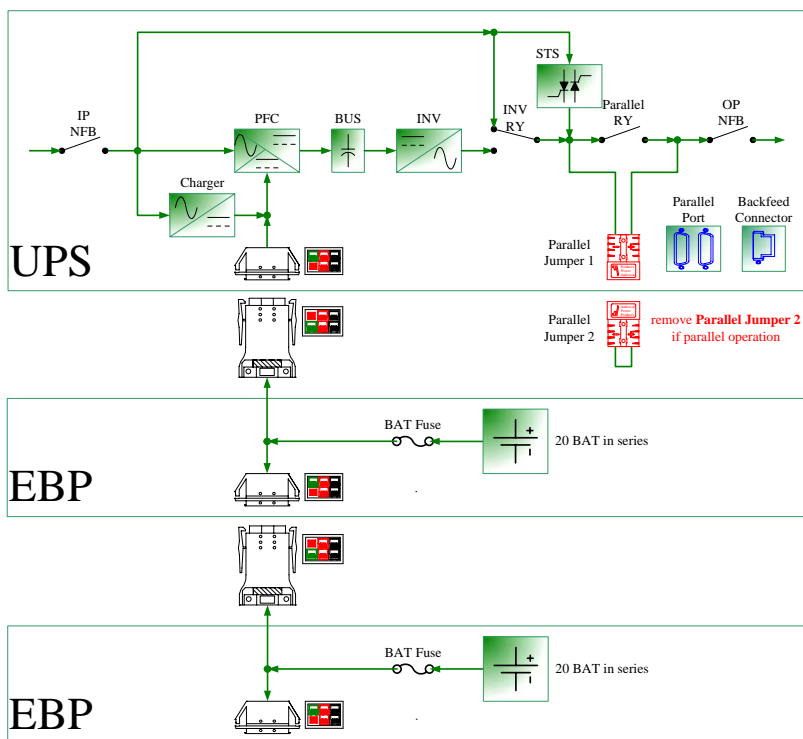 STS
IP
NFB
PFC
BUS
INV
INV
RY
Parallel
RY
OP
NFB
Charger
Parallel
Port
Backfeed
Connector
Parallel
Jumper 1
UPS
Parallel
Jumper 2
remove Parallel Jumper 2
if parallel operation
BAT Fuse
20 BAT in series
EBP
BAT Fuse
20 BAT in series
EBP